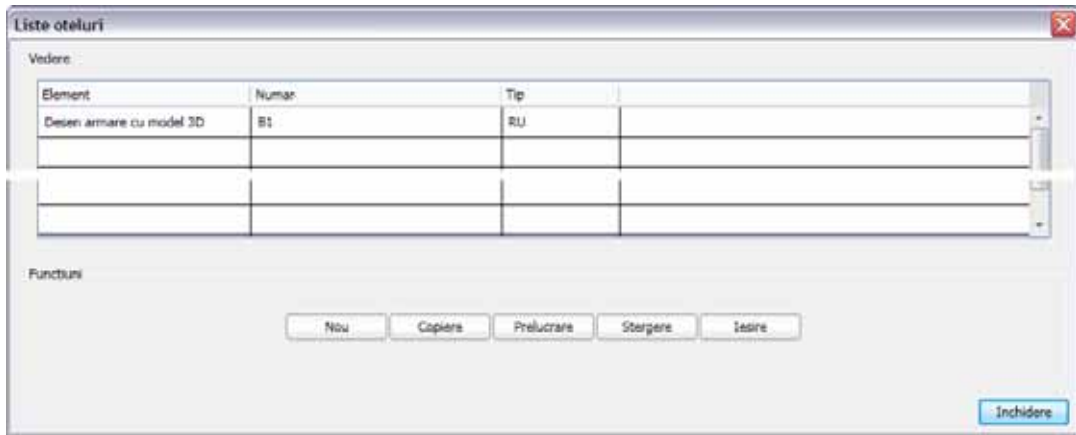 Liste oteluri
Vedere
Element Numar Tip
Desen armare cu model 3D B1 RU
Functiuni
Nou Copiere Prelucrare Stergere Iesire
Inchidere